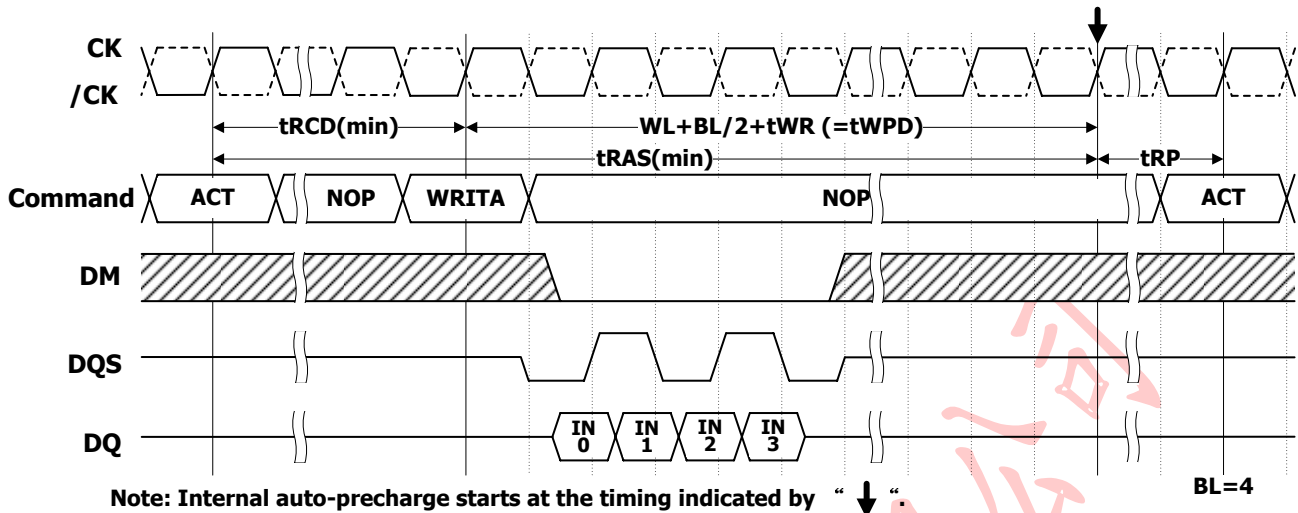 CK
/CK
tRCD(min) WL+BL/2+tWR (=tWPD)
tRAS(min) tRP
Command ACT NOP WRITA NOP ACT
DM
DQS
DQ IN 0 IN 1 IN 2 IN 3
BL=4
Note: Internal auto-precharge starts at the timing indicated by “ “.
公司